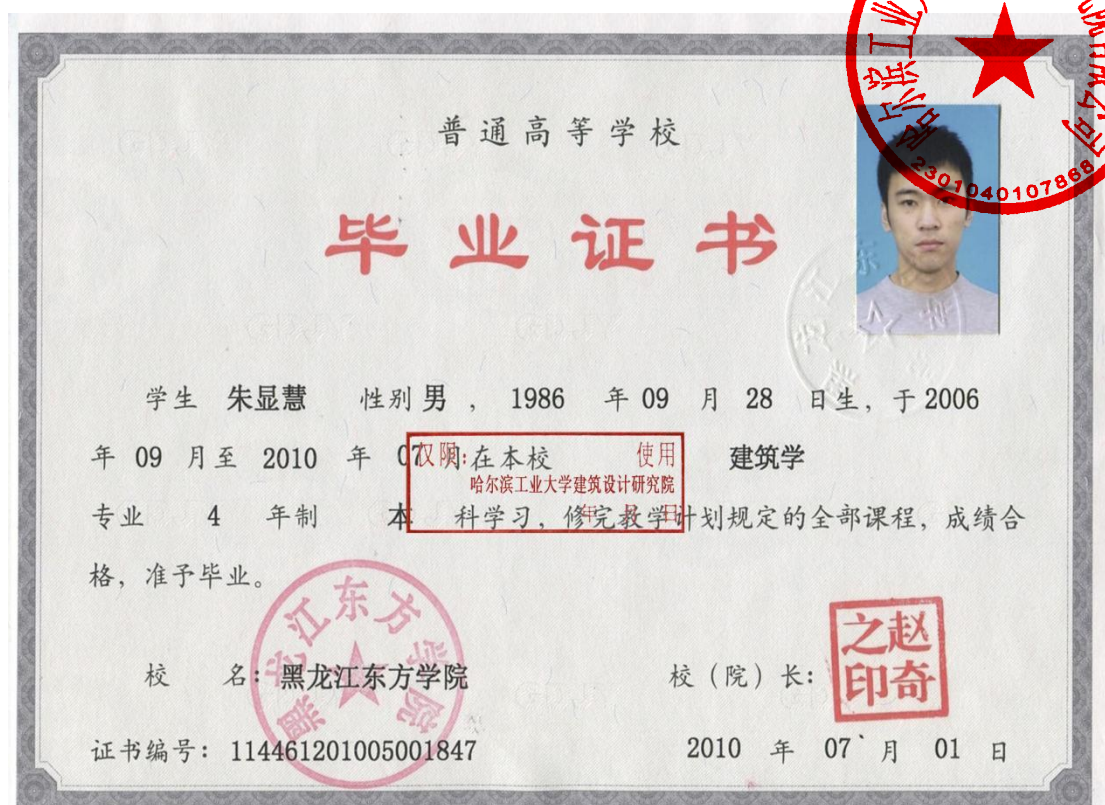 普通高等学校
毕业证书
2301040107868
学生 朱显慧 性别 男 , 1986 年 09 月 28 日生, 于 2006
年 09 月至 2010 年 07 月 在本校 建筑学
仅限: 使用
哈尔滨工业大学建筑设计研究院
年 月 日
专业 4 年制 本 科学习, 修完教学计划规定的全部课程, 成绩合
格, 准予毕业。
黑龙江东方学院
校 名: 黑龙江东方学院 校（院）长: 赵奇之印
证书编号: 114461201005001847 2010 年 07 月 01 日